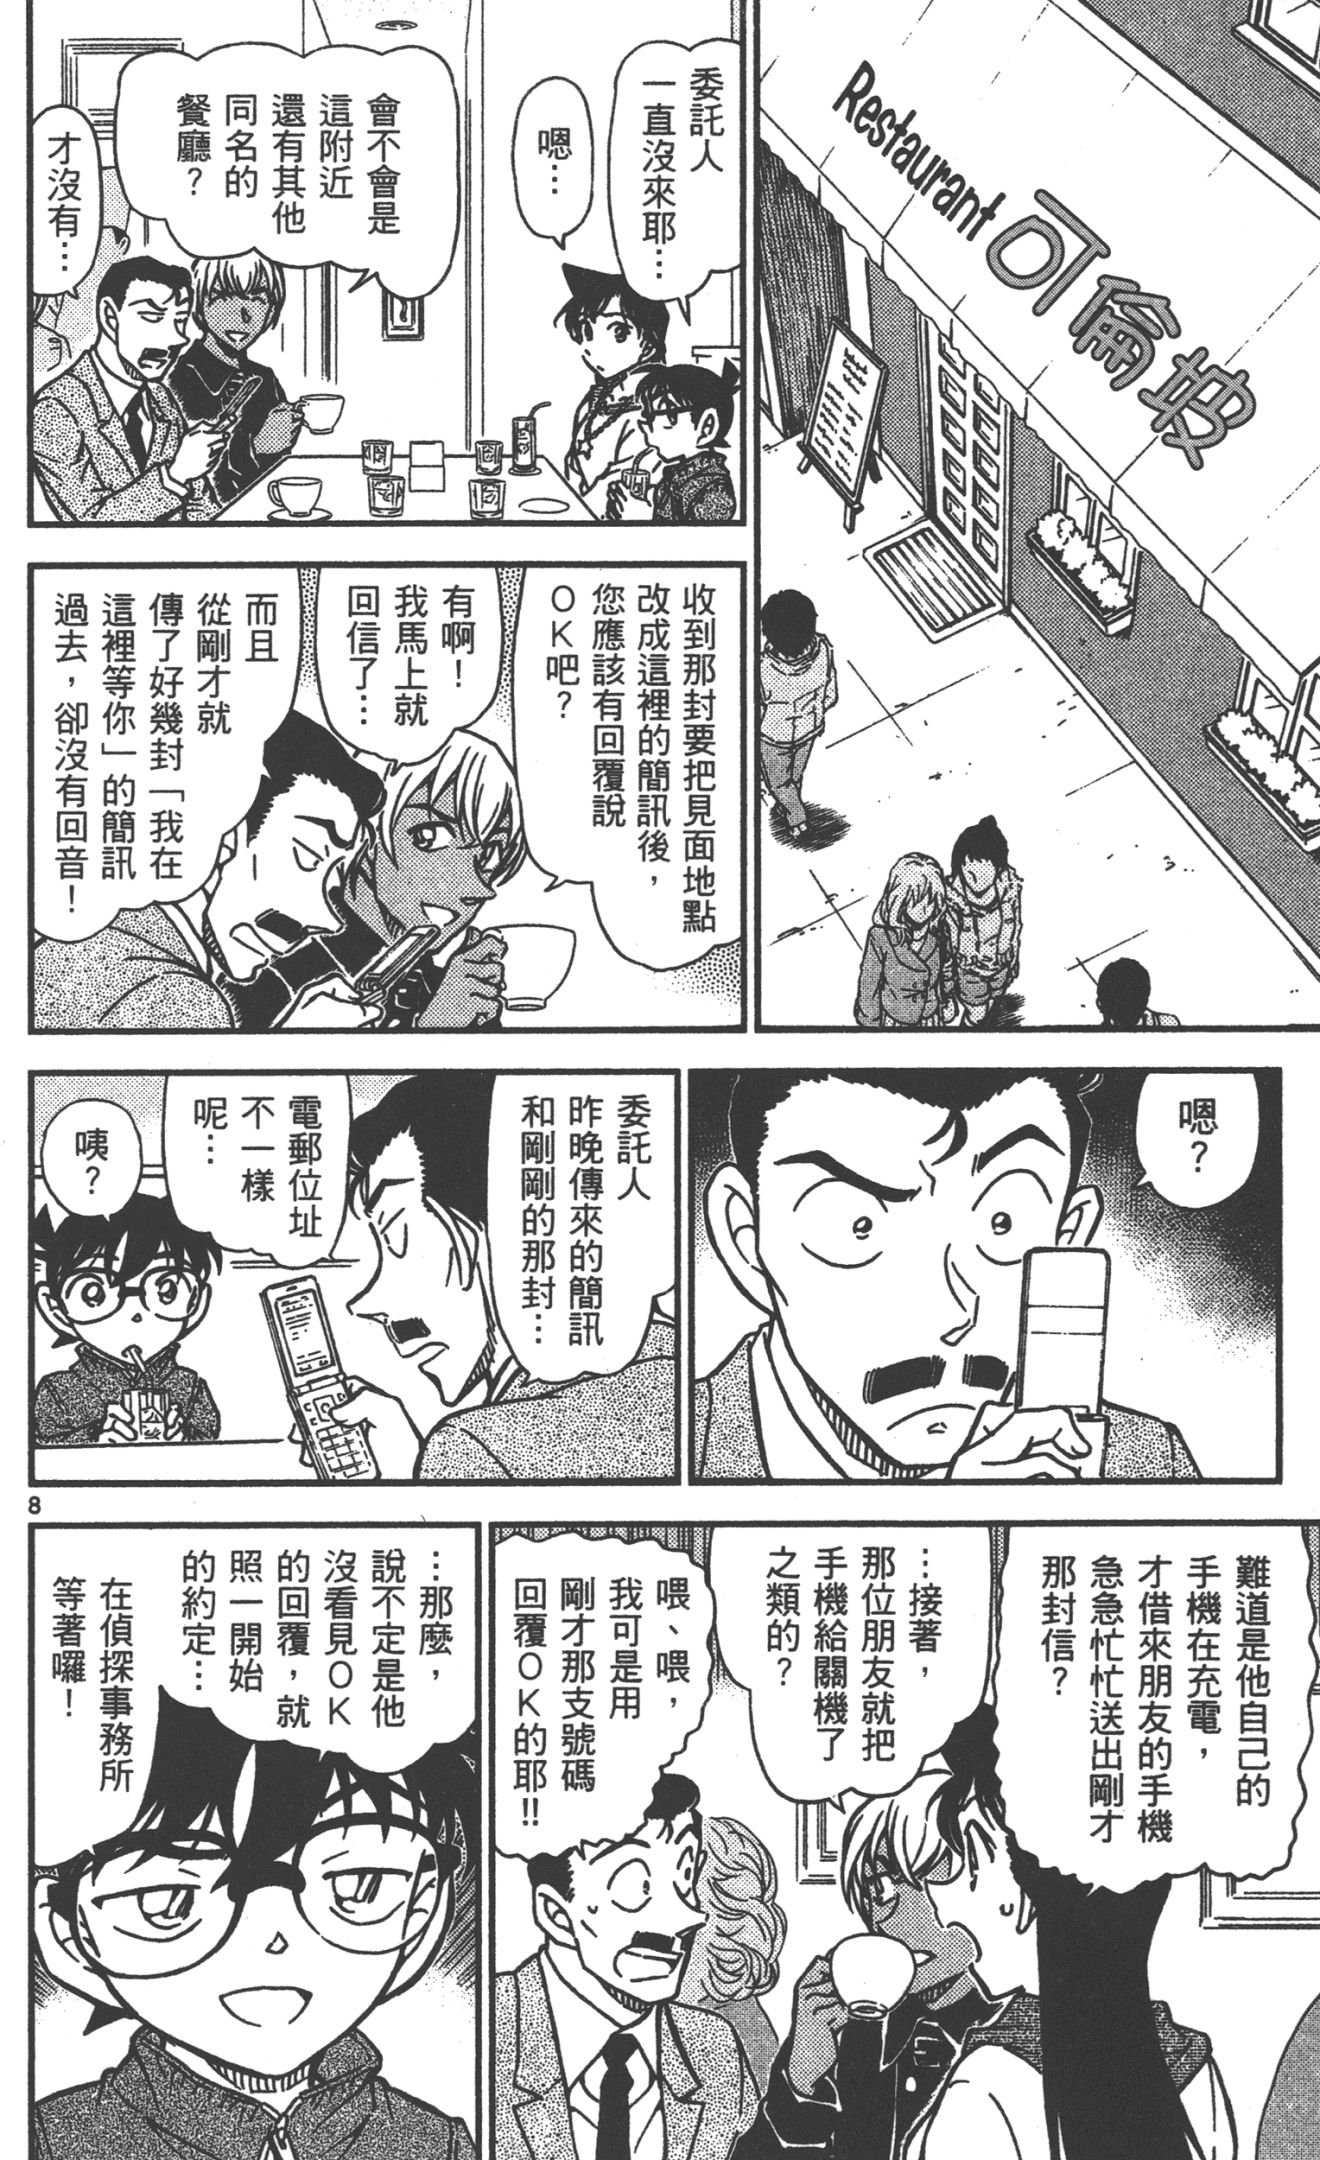 Restaurant 可倫坡
委託人
一直沒來耶…
嗯…
會不會是
這附近
還有其他
同名的
餐廳？
才沒有…
收到那封要把見面地點
改成這裡的簡訊後，
您應該有回覆說
ＯＫ吧？
有啊！
我馬上就
回信了…
而且
從剛才就
傳了好幾封「我在
這裡等你」的簡訊
過去，卻沒有回音！
嗯？
委託人
昨晚傳來的簡訊
和剛剛的那封…
電郵位址
不一樣
呢…
咦？
8
難道是他自己的
手機在充電，
才借來朋友的手機
急急忙忙送出剛才
那封信？
…接著，
那位朋友就把
手機給關機了
之類的？
喂、喂，
我可是用
剛才那支號碼
回覆ＯＫ的耶!!
…那麼，
說不定是他
沒看見ＯＫ
的回覆，就
照一開始
的約定…
在偵探事務所
等著囉！